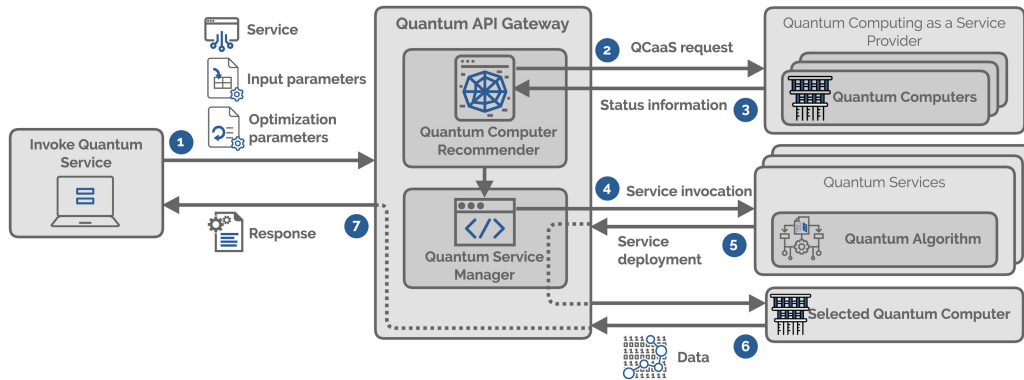 Service
Input parameters
Optimization
parameters
Invoke Quantum
Service
1
Response
7
Quantum API Gateway
Quantum Computer
Recommender
Quantum Service
Manager
2
QCaaS request
Status information
3
4
Service invocation
Service
deployment
5
6
Data
Quantum Computing as a Service
Provider
Quantum Computers
Quantum Services
Quantum Algorithm
Selected Quantum Computer